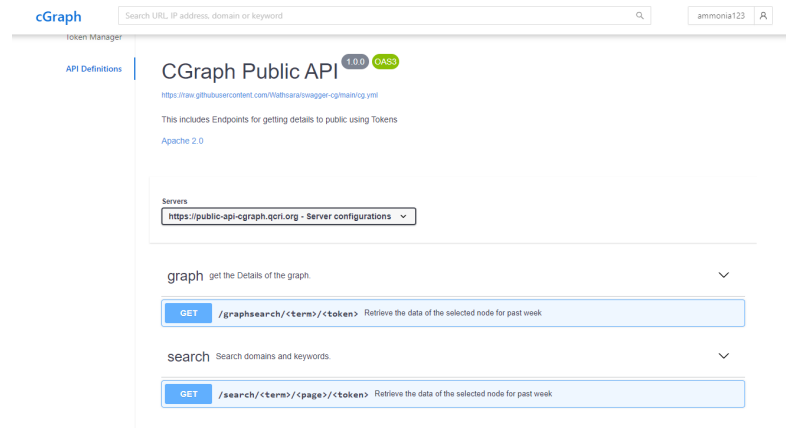 cGraph
Search URL, IP address, domain or keyword
ammonia123
Token Manager
API Definitions
CGraph Public API 1.0.0 OAS3
https://raw.githubusercontent.com/Wathsara/swagger-cg/main/cg.yml
This includes Endpoints for getting details to public using Tokens
Apache 2.0
Servers
https://public-api-cgraph.qcri.org - Server configurations
graph get the Details of the graph.
GET /graphsearch/<term>/<token> Retrieve the data of the selected node for past week
search Search domains and keywords.
GET /search/<term>/<page>/<token> Retrieve the data of the selected node for past week